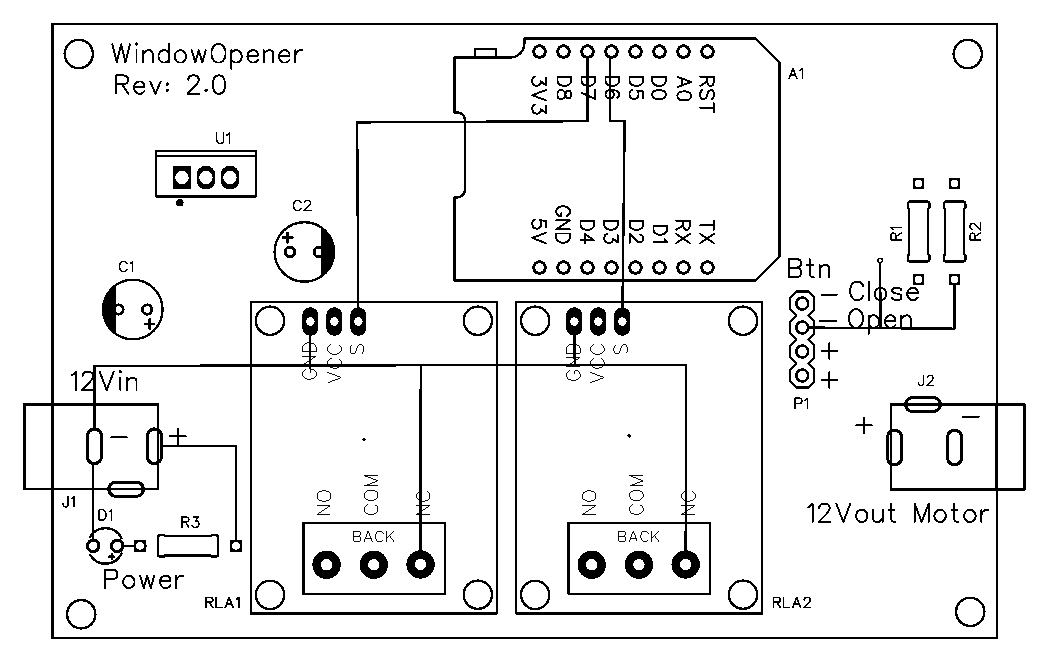 WindowOpener
Rev: 2.0
A1
3V3 D8 D7 D6 D5 D0 A0 RST
U1
C2
5V GND D4 D3 D2 D1 RX TX
R1
R2
C1
+
+
Btn
- Close
- Open
+
+
P1
GND VCC S
GND VCC S
12Vin
- +
J1
J2
+ -
12Vout Motor
NO COM NC
NO COM NC
BACK
BACK
D1
R3
+
Power
RLA1
RLA2